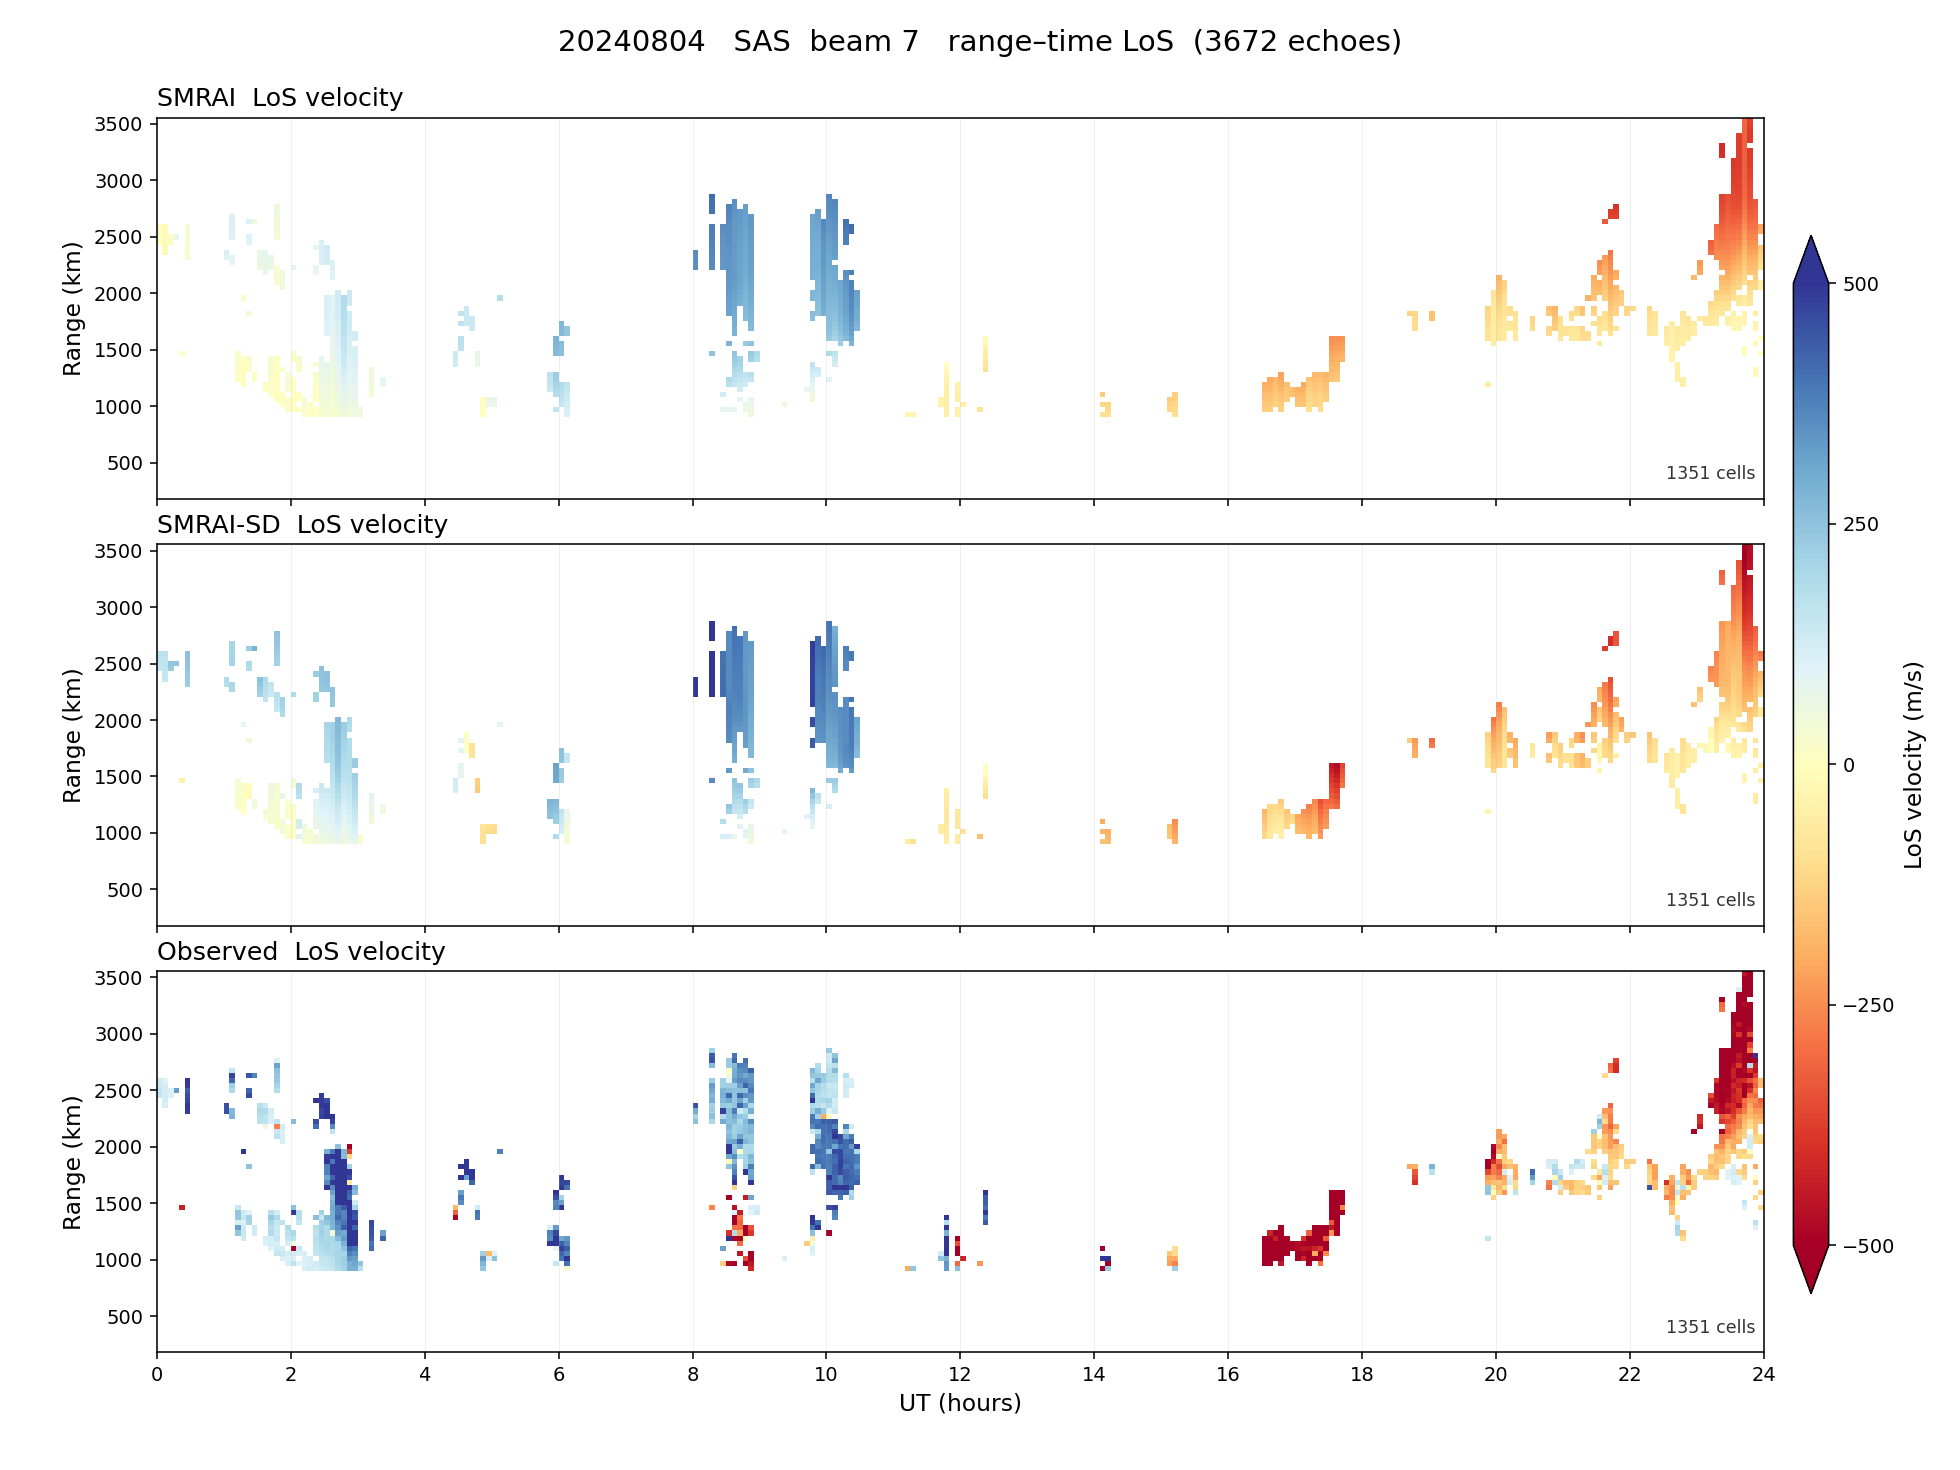 20240804   SAS  beam 7   range–time LoS  (3672 echoes)
SMRAI  LoS velocity
3500
3000
2500
2000
1500
1000
500
Range (km)
1351 cells
SMRAI-SD  LoS velocity
3500
3000
2500
2000
1500
1000
500
Range (km)
1351 cells
Observed  LoS velocity
3500
3000
2500
2000
1500
1000
500
Range (km)
1351 cells
0 2 4 6 8 10 12 14 16 18 20 22 24
UT (hours)
500
250
0
−250
−500
LoS velocity (m/s)